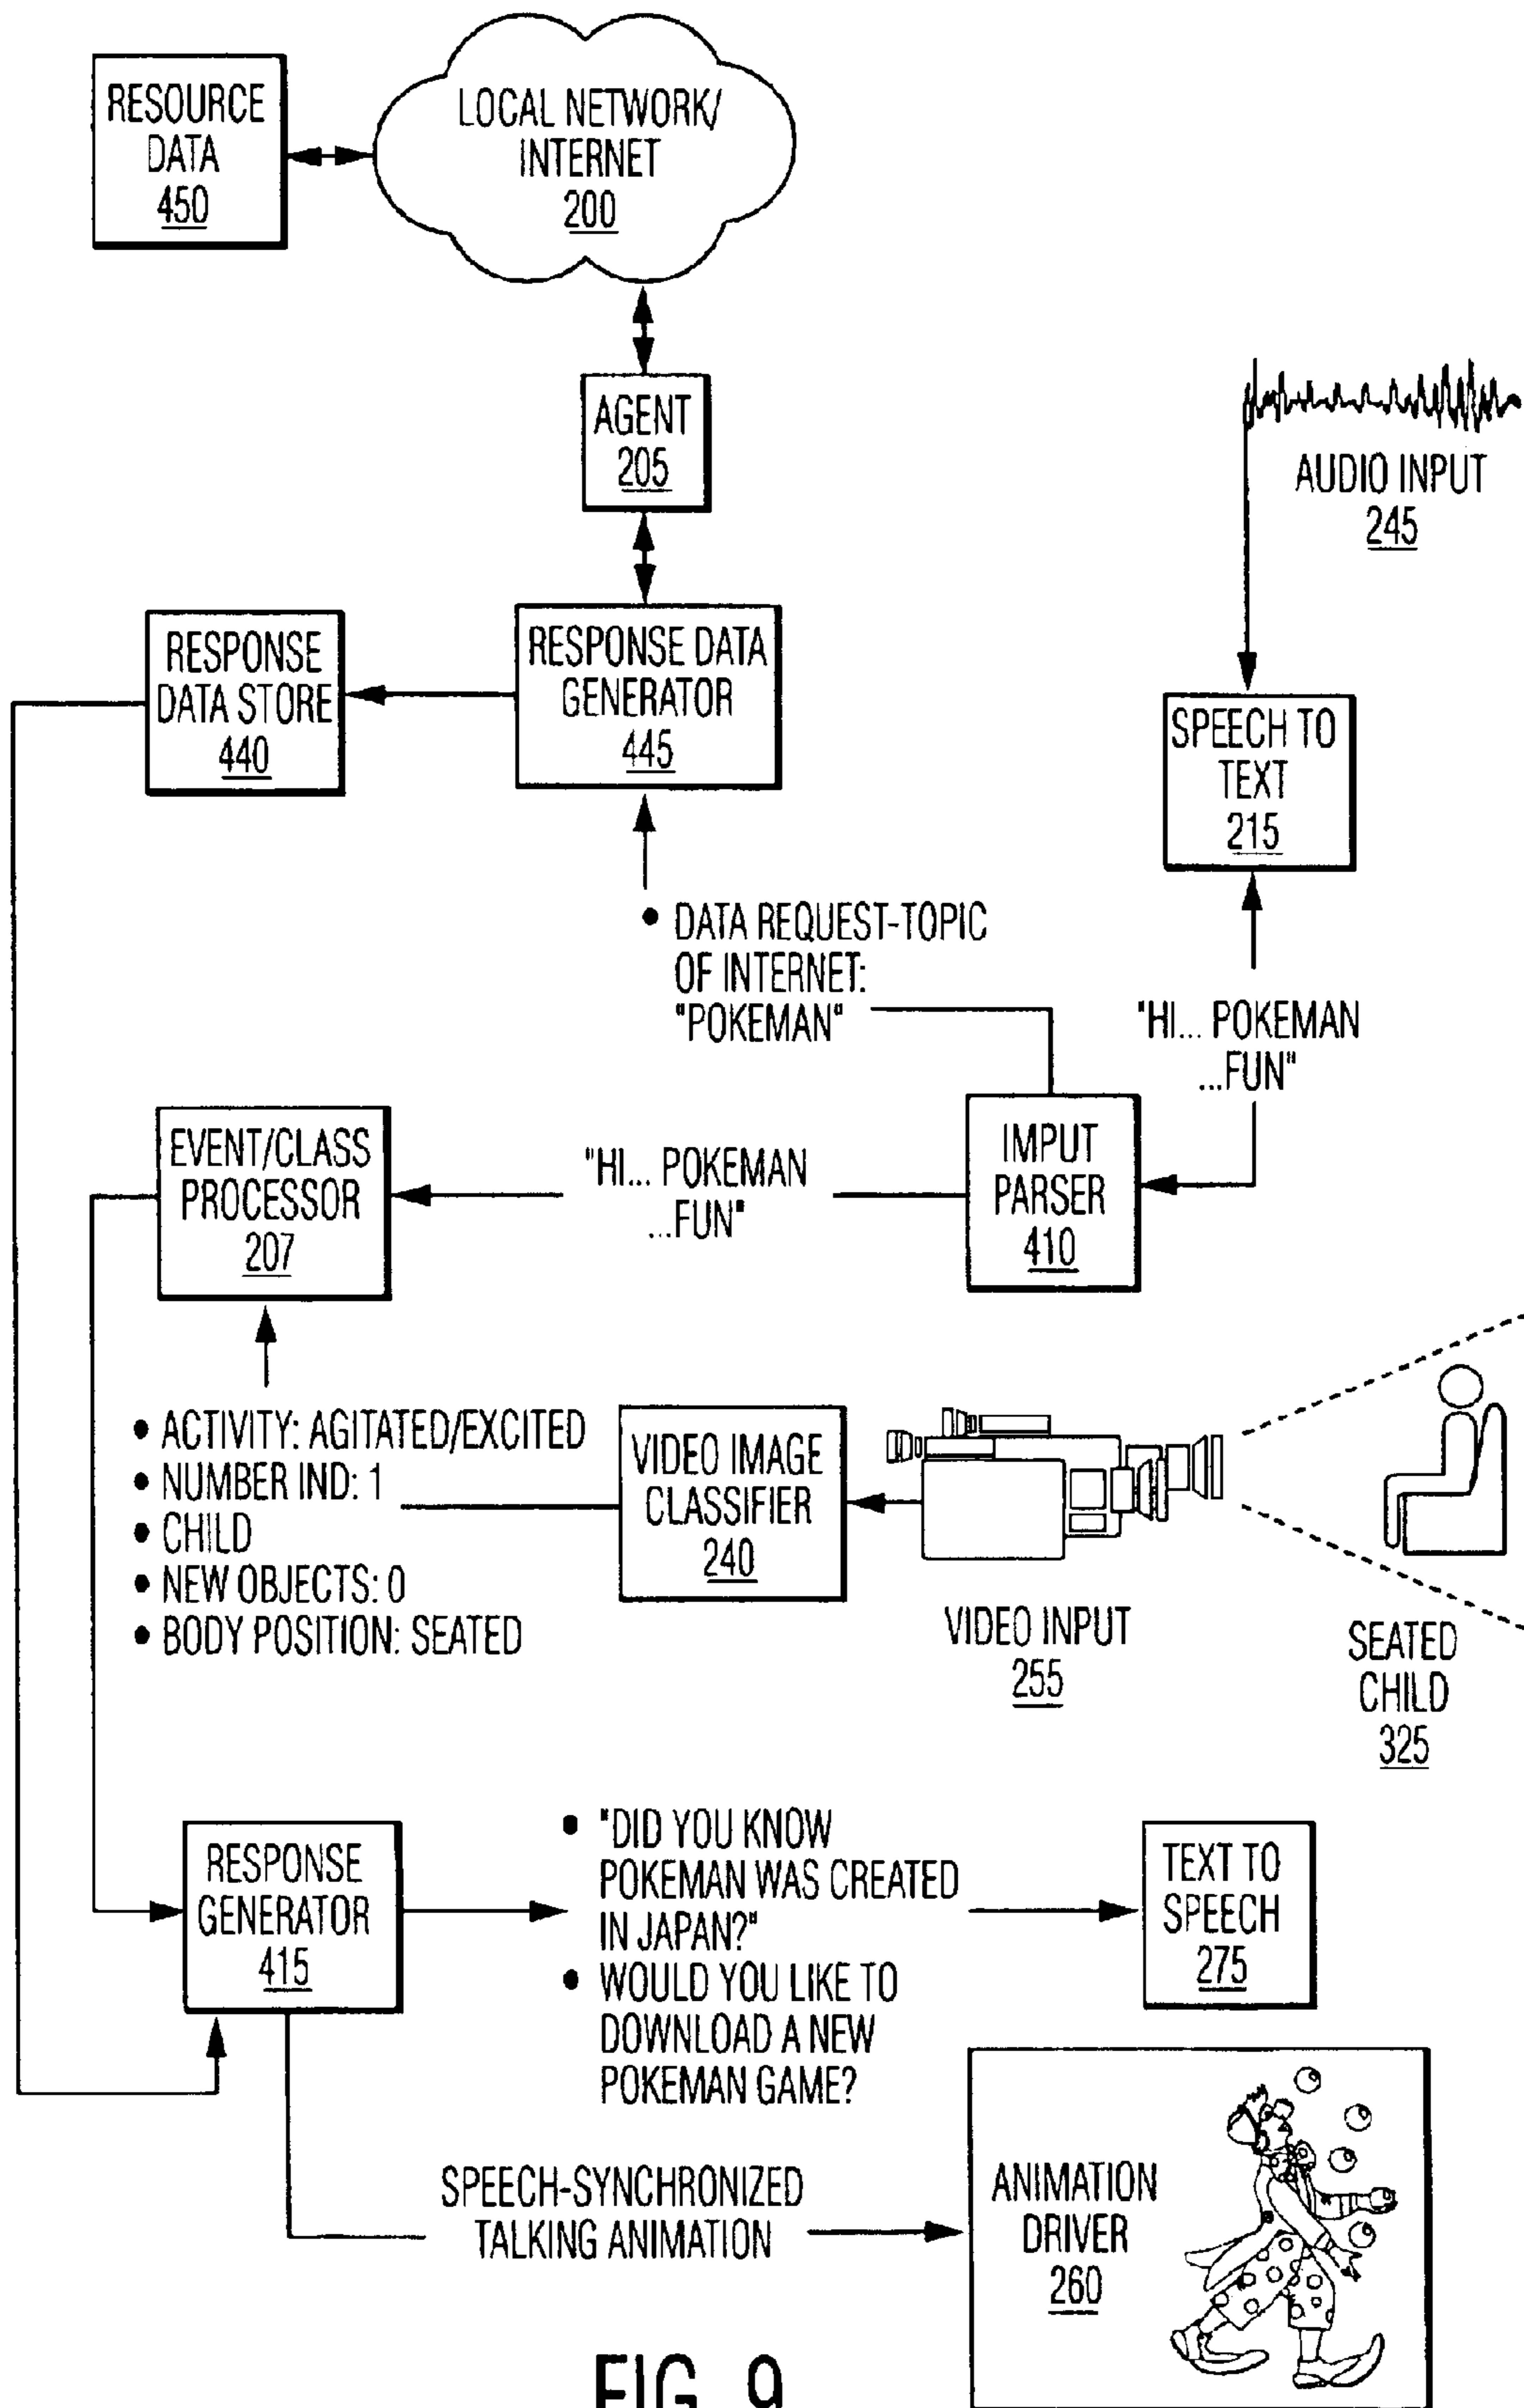 RESOURCE
DATA
450
LOCAL NETWORK/
INTERNET
200
AGENT
205
AUDIO INPUT
245
RESPONSE
DATA STORE
440
RESPONSE DATA
GENERATOR
445
SPEECH TO
TEXT
215
• DATA REQUEST-TOPIC
OF INTERNET:
"POKEMAN"
"HI... POKEMAN
...FUN"
EVENT/CLASS
PROCESSOR
207
"HI... POKEMAN
...FUN"
IMPUT
PARSER
410
• ACTIVITY: AGITATED/EXCITED
• NUMBER IND: 1
• CHILD
• NEW OBJECTS: 0
• BODY POSITION: SEATED
VIDEO IMAGE
CLASSIFIER
240
VIDEO INPUT
255
SEATED
CHILD
325
RESPONSE
GENERATOR
415
• "DID YOU KNOW
POKEMAN WAS CREATED
IN JAPAN?"
• WOULD YOU LIKE TO
DOWNLOAD A NEW
POKEMAN GAME?
TEXT TO
SPEECH
275
SPEECH-SYNCHRONIZED
TALKING ANIMATION
ANIMATION
DRIVER
260
FIG. 9